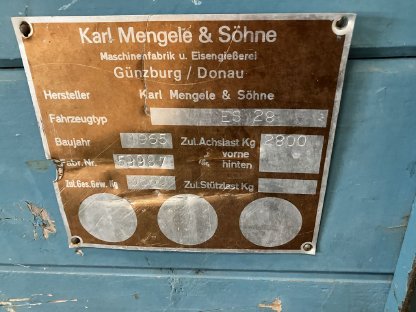 Karl Mengele & Söhne
Maschinenfabrik u. Eisengießerei
Günzburg / Donau
Hersteller Karl Mengele & Söhne
Fahrzeugtyp ES 28 S
Baujahr 1965 Zul. Achslast Kg 2800
vorne
Fabr. Nr. hinten
Zul. Ges. Gew. Kg Zul. Stützlast Kg